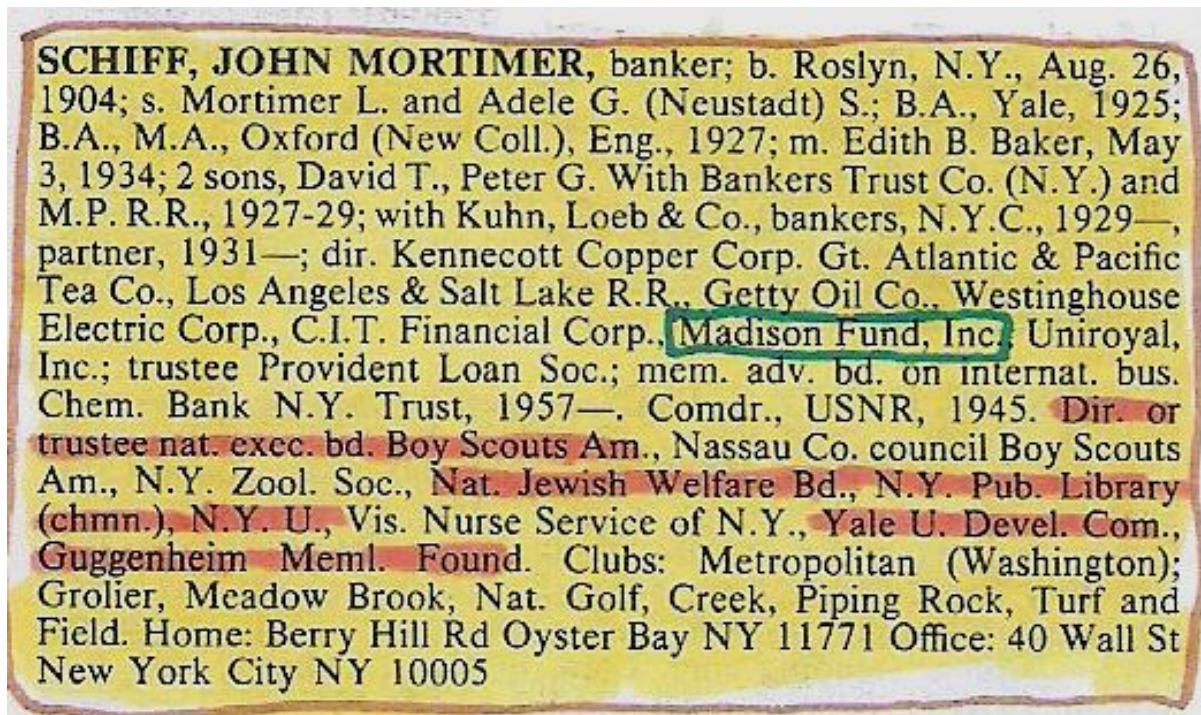 SCHIFF, JOHN MORTIMER, banker; b. Roslyn, N.Y., Aug. 26,
1904; s. Mortimer L. and Adele G. (Neustadt) S.; B.A., Yale, 1925;
B.A., M.A., Oxford (New Coll.), Eng., 1927; m. Edith B. Baker, May
3, 1934; 2 sons, David T., Peter G. With Bankers Trust Co. (N.Y.) and
M.P. R.R., 1927-29; with Kuhn, Loeb & Co., bankers, N.Y.C., 1929—,
partner, 1931—; dir. Kennecott Copper Corp. Gt. Atlantic & Pacific
Tea Co., Los Angeles & Salt Lake R.R., Getty Oil Co., Westinghouse
Electric Corp., C.I.T. Financial Corp., Madison Fund, Inc. Uniroyal,
Inc.; trustee Provident Loan Soc.; mem. adv. bd. on internat. bus.
Chem. Bank N.Y. Trust, 1957—. Comdr., USNR, 1945. Dir. or
trustee nat. exec. bd. Boy Scouts Am., Nassau Co. council Boy Scouts
Am., N.Y. Zool. Soc., Nat. Jewish Welfare Bd., N.Y. Pub. Library
(chmn.), N.Y. U., Vis. Nurse Service of N.Y., Yale U. Devel. Com.,
Guggenheim Meml. Found. Clubs: Metropolitan (Washington);
Grolier, Meadow Brook, Nat. Golf, Creek, Piping Rock, Turf and
Field. Home: Berry Hill Rd Oyster Bay NY 11771 Office: 40 Wall St
New York City NY 10005